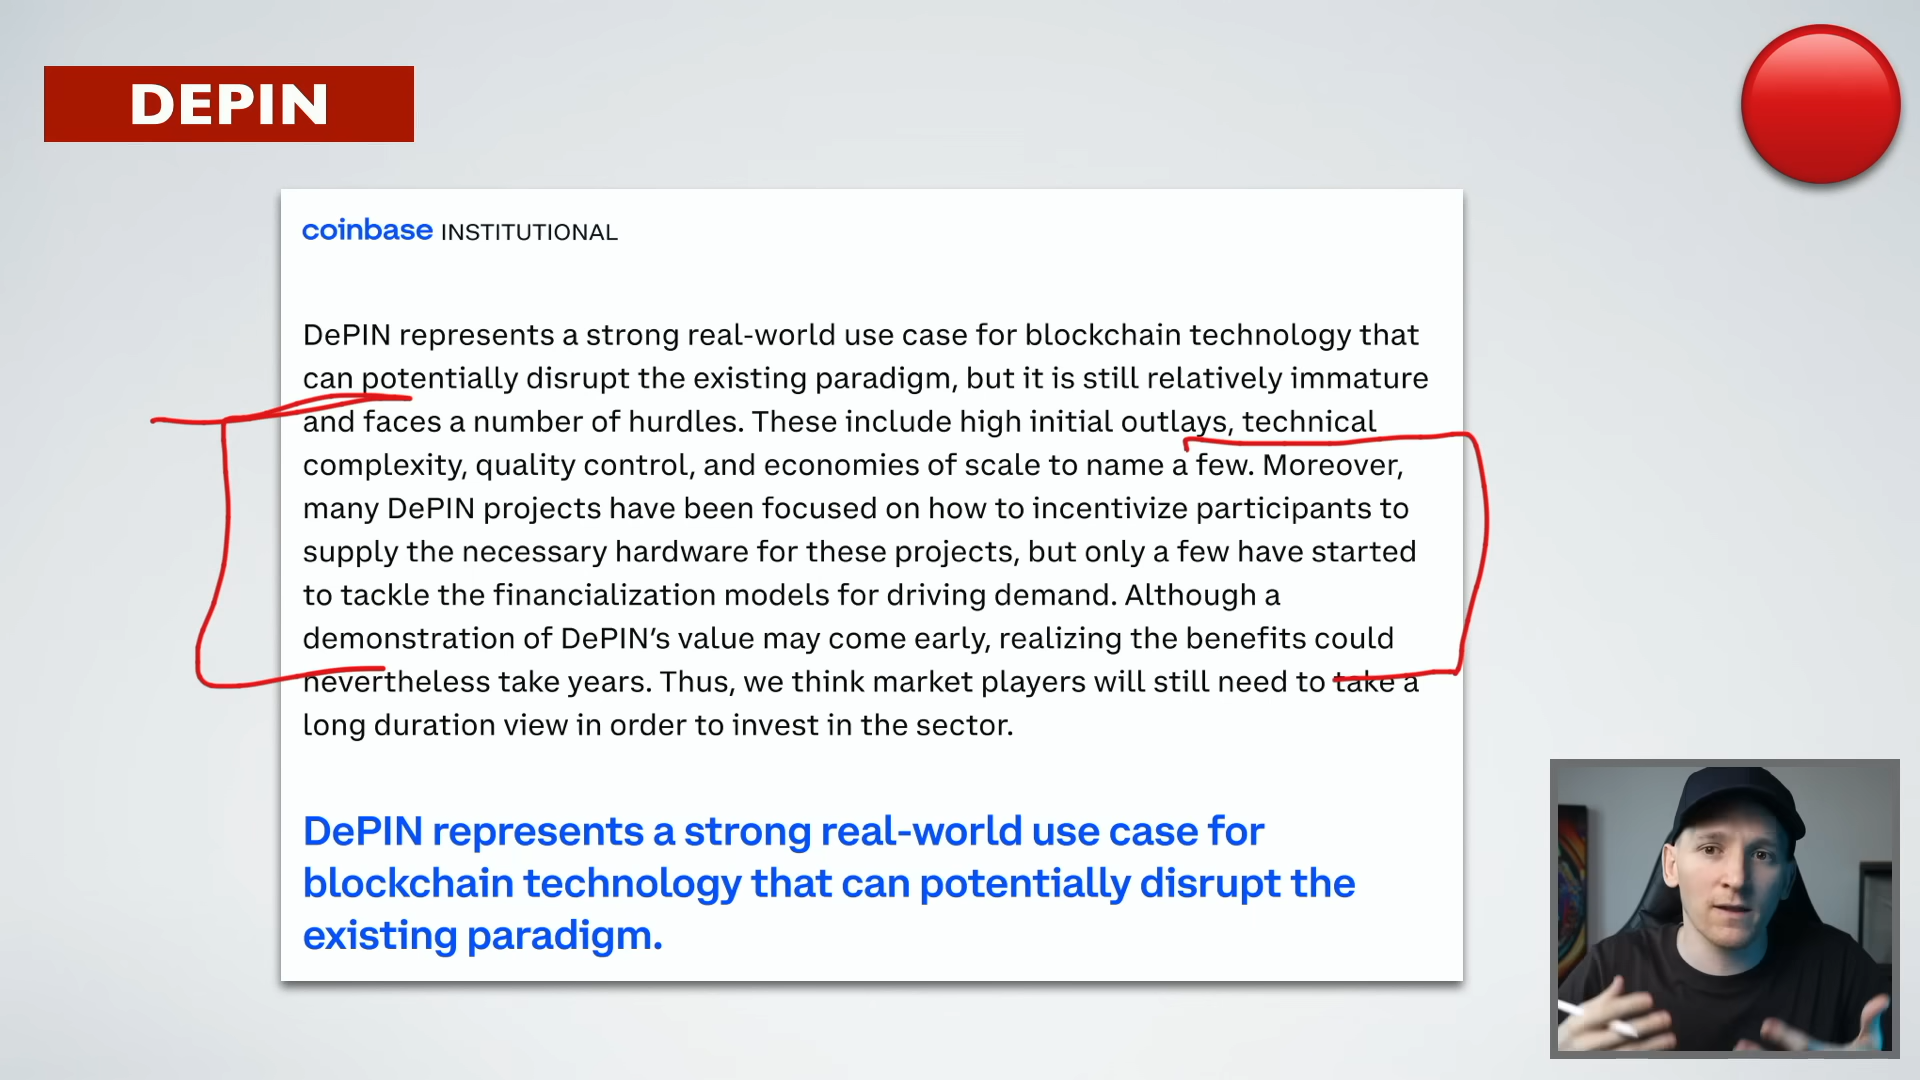 DEPIN
coinbase INSTITUTIONAL
DePIN represents a strong real-world use case for blockchain technology that
can potentially disrupt the existing paradigm, but it is still relatively immature
and faces a number of hurdles. These include high initial outlays, technical
complexity, quality control, and economies of scale to name a few. Moreover,
many DePIN projects have been focused on how to incentivize participants to
supply the necessary hardware for these projects, but only a few have started
to tackle the financialization models for driving demand. Although a
demonstration of DePIN’s value may come early, realizing the benefits could
nevertheless take years. Thus, we think market players will still need to take a
long duration view in order to invest in the sector.
DePIN represents a strong real-world use case for
blockchain technology that can potentially disrupt the
existing paradigm.